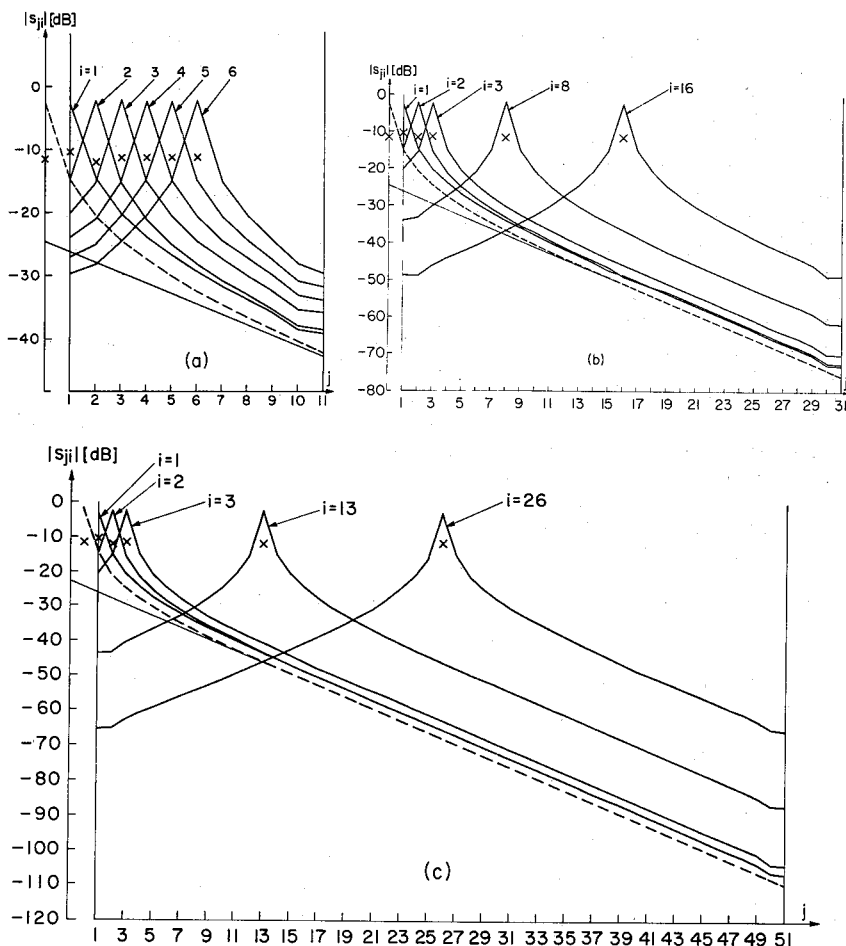 |s_ji| [dB]
i=1 2 3 4 5 6
0
-10
-20
-30
-40
(a)
j
1 2 3 4 5 6 7 8 9 10 11
|s_ji| [dB]
i=1
i=2
i=3
i=8
i=16
0
-10
-20
-30
-40
-50
-60
-70
-80
(b)
1 3 5 7 9 11 13 15 17 19 21 23 25 27 29 31
|s_ji| [dB]
i=1
i=2
i=3
i=13
i=26
0
-10
-20
-30
-40
-50
-60
-70
-80
-90
-100
-110
-120
(c)
j
1 3 5 7 9 11 13 15 17 19 21 23 25 27 29 31 33 35 37 39 41 43 45 47 49 51